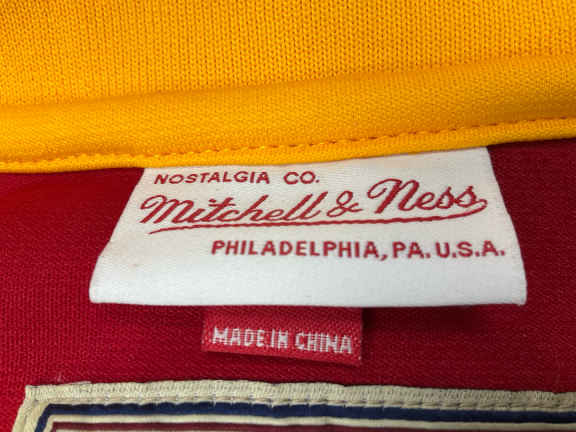 NOSTALGIA CO.
Mitchell & Ness
PHILADELPHIA, PA. U.S.A.
MADE IN CHINA